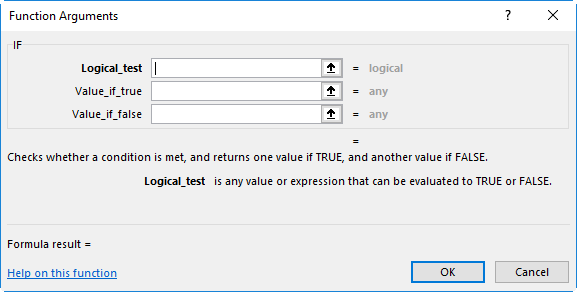 Function Arguments ?
IF
Logical_test = logical
Value_if_true = any
Value_if_false = any
=
Checks whether a condition is met, and returns one value if TRUE, and another value if FALSE.
Logical_test is any value or expression that can be evaluated to TRUE or FALSE.
Formula result =
Help on this function OK Cancel